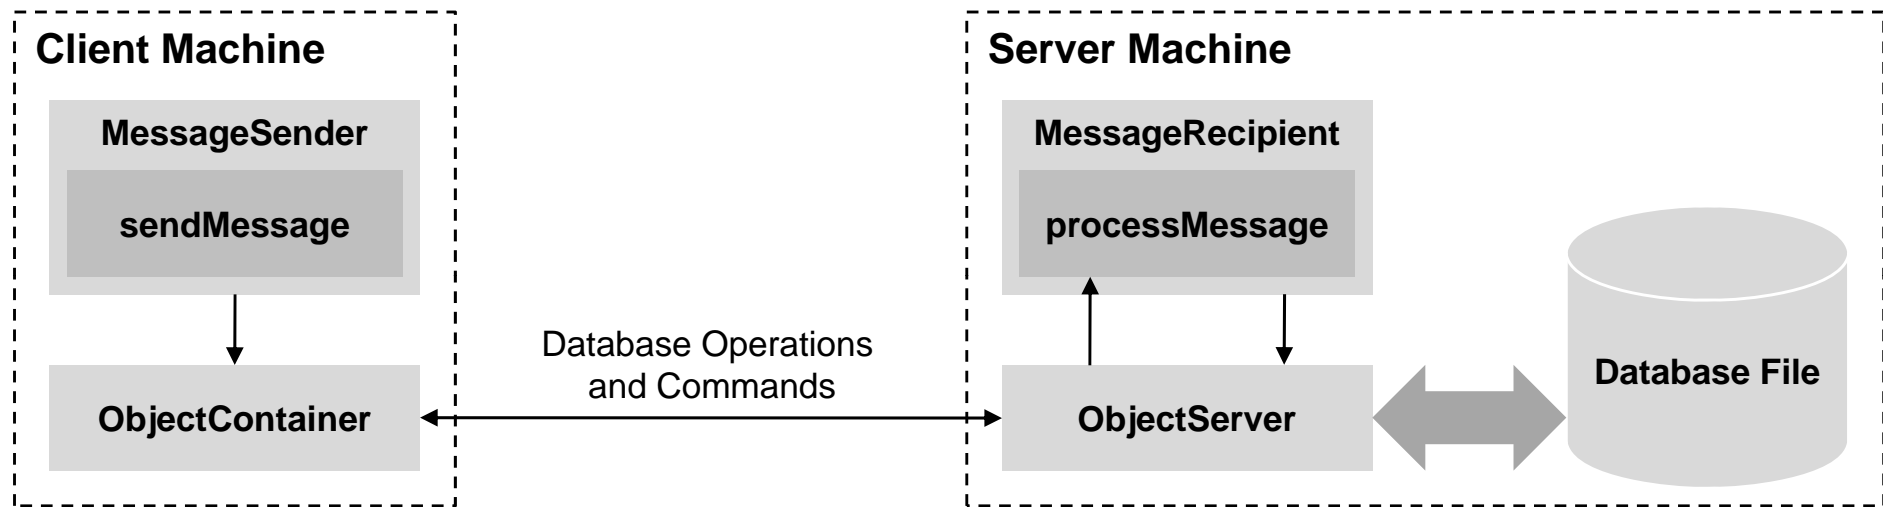 Client Machine
MessageSender
sendMessage
ObjectContainer
Database Operations
and Commands
Server Machine
MessageRecipient
processMessage
ObjectServer
Database File